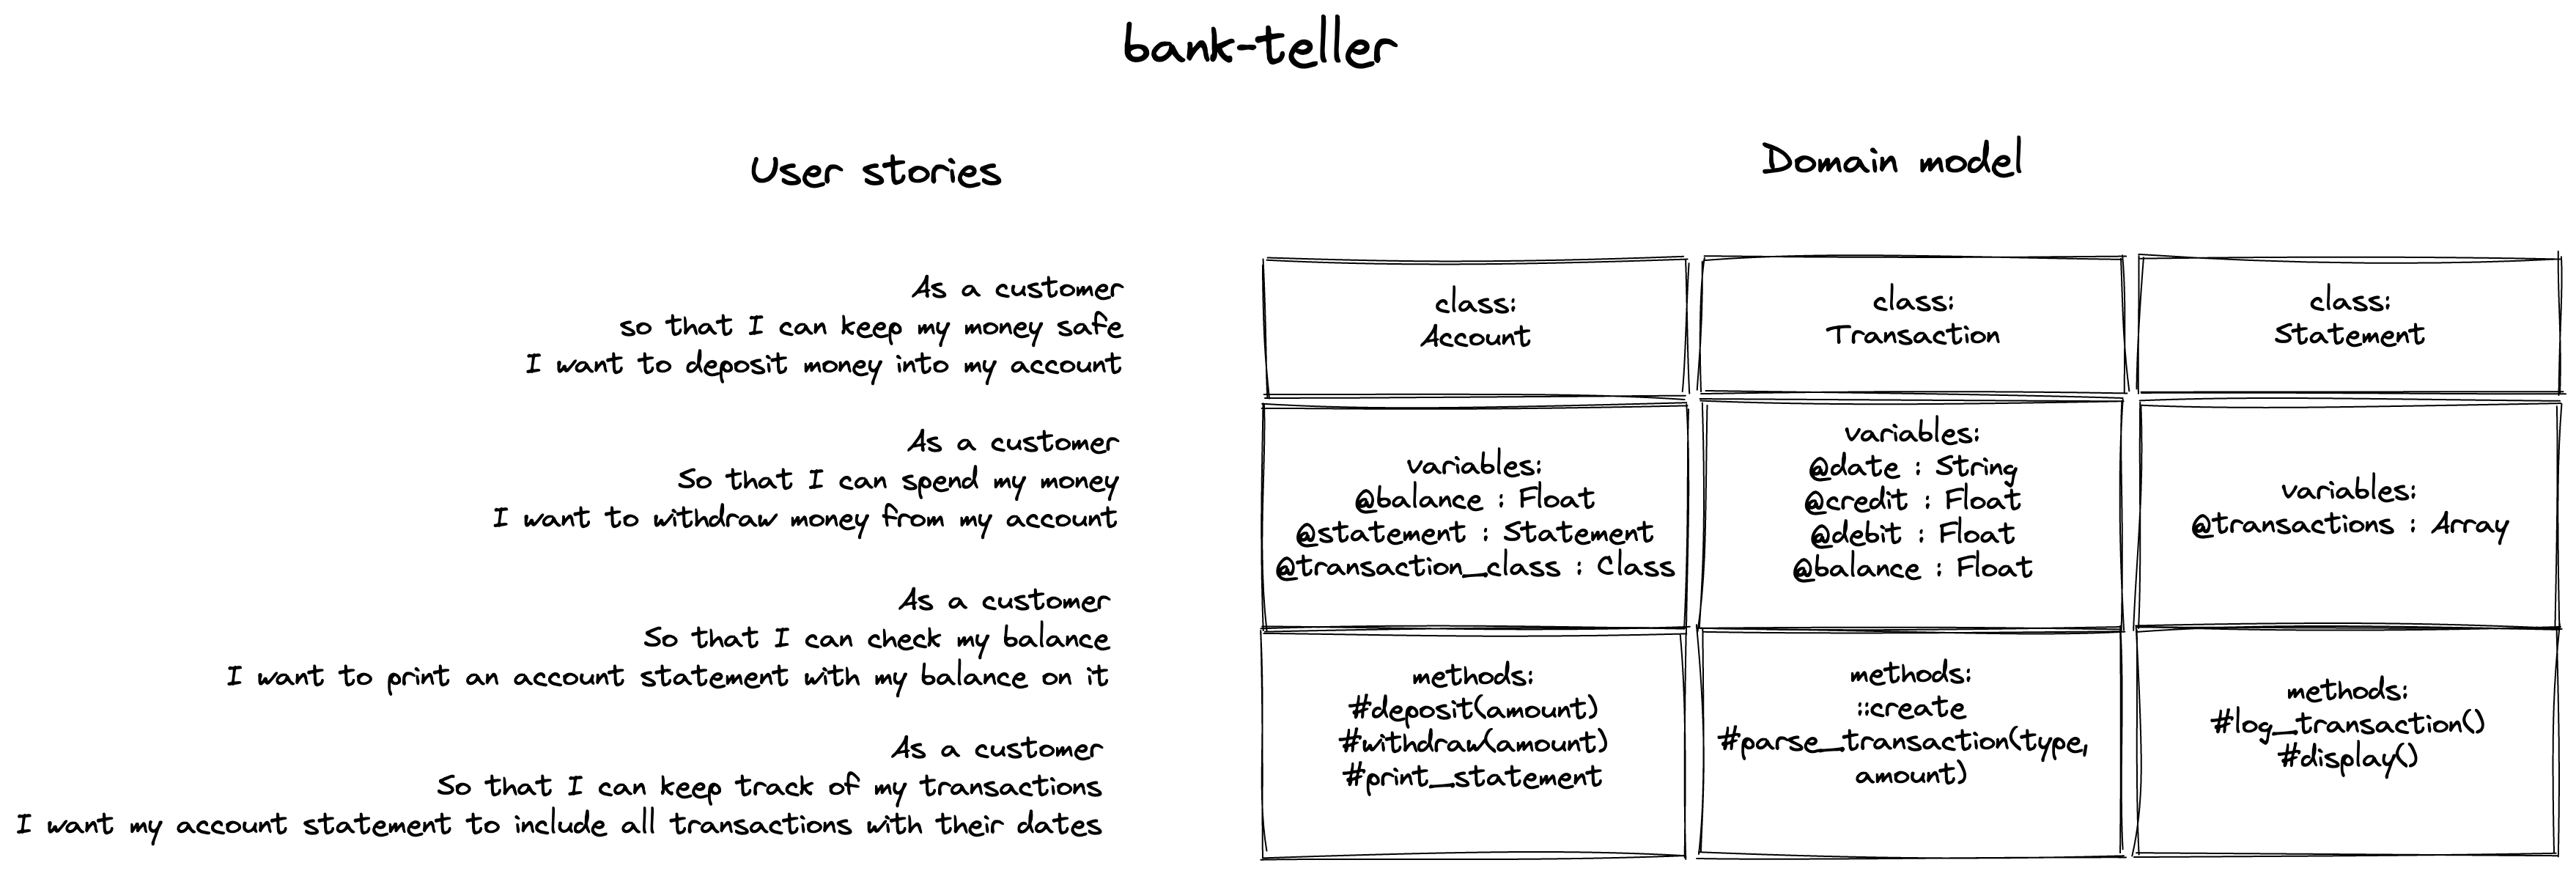 bank-teller
User stories
As a customer
so that I can keep my money safe
I want to deposit money into my account
As a customer
So that I can spend my money
I want to withdraw money from my account
As a customer
So that I can check my balance
I want to print an account statement with my balance on it
As a customer
So that I can keep track of my transactions
I want my account statement to include all transactions with their dates
Domain model
class:
Account
variables:
@balance : Float
@statement : Statement
@transaction_class : Class
methods:
#deposit(amount)
#withdraw(amount)
#print_statement
class:
Transaction
variables:
@date : String
@credit : Float
@debit : Float
@balance : Float
methods:
::create
#parse_transaction(type,
amount)
class:
Statement
variables:
@transactions : Array
methods:
#log_transaction()
#display()